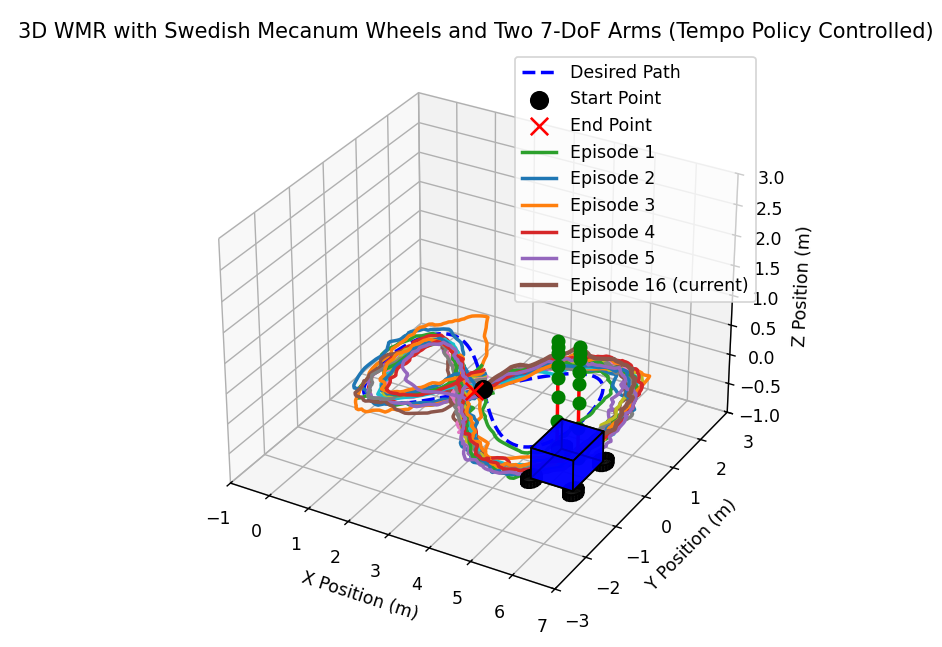 3D WMR with Swedish Mecanum Wheels and Two 7-DoF Arms (Tempo Policy Controlled)
Desired Path
Start Point
End Point
Episode 1
Episode 2
Episode 3
Episode 4
Episode 5
Episode 16 (current)
3.0
2.5
2.0
1.5
1.0
0.5
0.0
−0.5
−1.0
Z Position (m)
3
2
1
0
−1
−2
−3
Y Position (m)
−1
0
1
2
3
4
5
6
7
X Position (m)